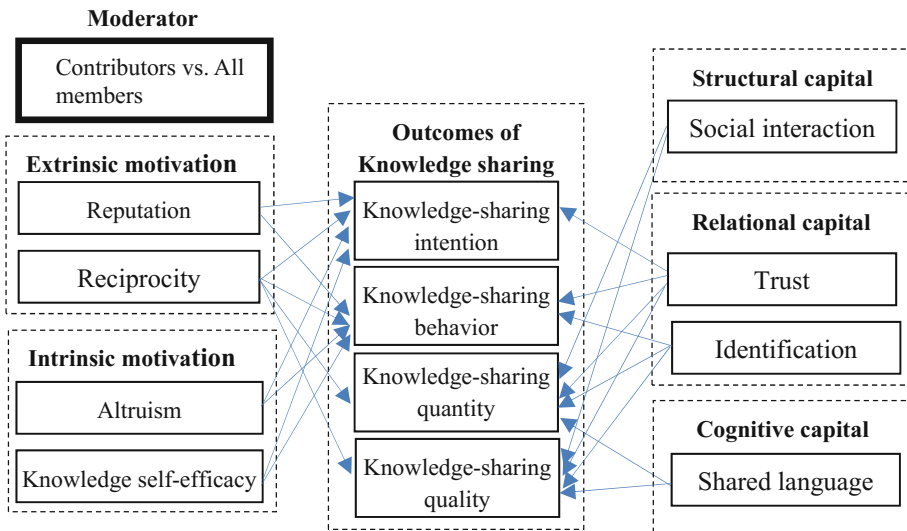 Moderator
Contributors vs. All
members
Extrinsic motivation
Reputation
Reciprocity
Intrinsic motivation
Altruism
Knowledge self-efficacy
Outcomes of
Knowledge sharing
Knowledge-sharing
intention
Knowledge-sharing
behavior
Knowledge-sharing
quantity
Knowledge-sharing
quality
Structural capital
Social interaction
Relational capital
Trust
Identification
Cognitive capital
Shared language